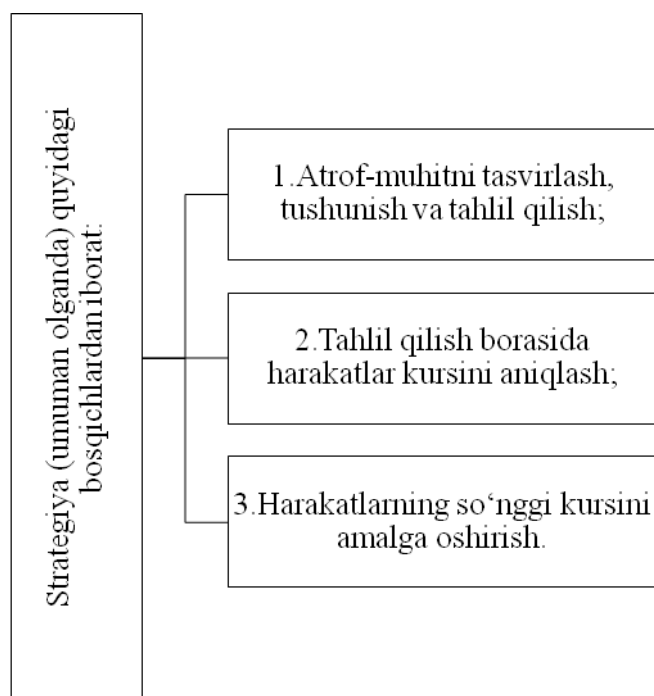 Strategiya (umuman olganda) quyidagi
bosqichlardan iborat:
1.Atrof-muhitni tasvirlash,
tushunish va tahlil qilish;
2.Tahlil qilish borasida
harakatlar kursini aniqlash;
3.Harakatlarning so‘nggi kursini
amalga oshirish.